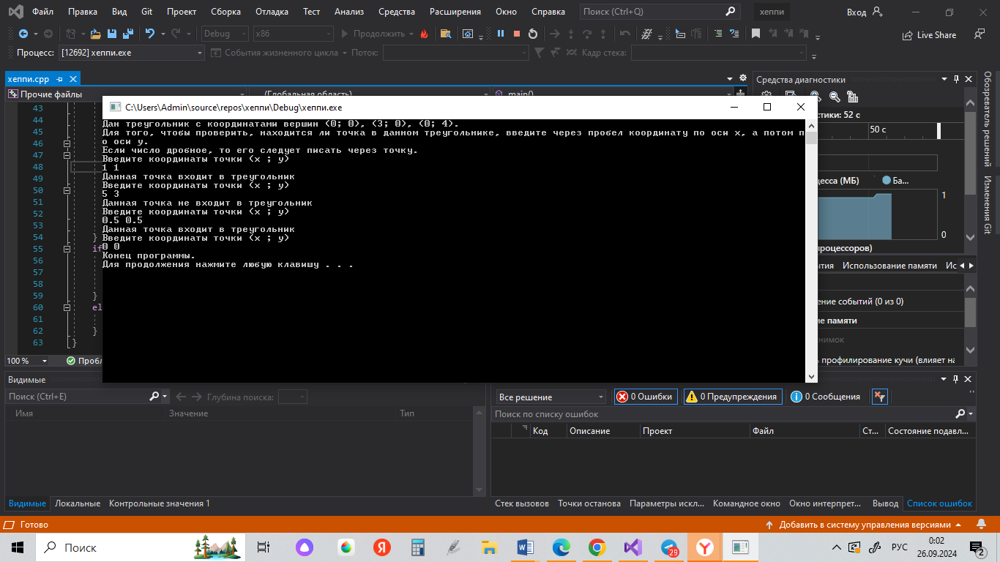 Файл Правка Вид Git Проект Сборка Отладка Тест Анализ Средства Расширения Окно Справка Поиск (Ctrl+Q) хеппи Вход
Debug x86 Продолжить Live Share
Процесс: [12692] хеппи.exe События жизненного цикла Поток: Кадр стека:
хеппи.cpp
Прочие файлы (Глобальная область) main()
Средства диагностики
Обозреватель решений
Изменения Git
C:\Users\Admin\source\repos\хеппи\Debug\хеппи.exe
Дан треугольник с координатами вершин (0; 0), (3; 0), (0; 4).
Для того, чтобы проверить, находится ли точка в данном треугольнике, введите через пробел координату по оси x, а потом п
о оси y.
Если число дробное, то его следует писать через точку.
Введите координаты точки (x ; y)
1 1
Данная точка входит в треугольник
Введите координаты точки (x ; y)
5 3
Данная точка не входит в треугольник
Введите координаты точки (x ; y)
0.5 0.5
Данная точка входит в треугольник
Введите координаты точки (x ; y)
0 0
Конец программы.
Для продолжения нажмите любую клавишу . . .
43
44
45
46
47
48
49
50
51
52
53
54 }
55 if
56
57
58
59 }
60 el
61
62 }
63 }
стики: 52 с
50 с
цесса (МБ) Ба...
1
0
процессоров)
ытия Использование памяти Ис
ение событий (0 из 0)
ие памяти
нимок
ь профилирование кучи (влияет на
100 % Пробл
Видимые
Поиск (Ctrl+E) Глубина поиска:
Имя Значение Тип
Все решение 0 Ошибки 0 Предупреждения 0 Сообщения
Поиск по списку ошибок
Код Описание Проект Файл Ст... Состояние подавл...
Видимые Локальные Контрольные значения 1
Стек вызовов Точки останова Параметры искл... Командное окно Окно интерпрет... Вывод Список ошибок
Готово Добавить в систему управления версиями
Поиск 29 РУС 0:02
26.09.2024 2